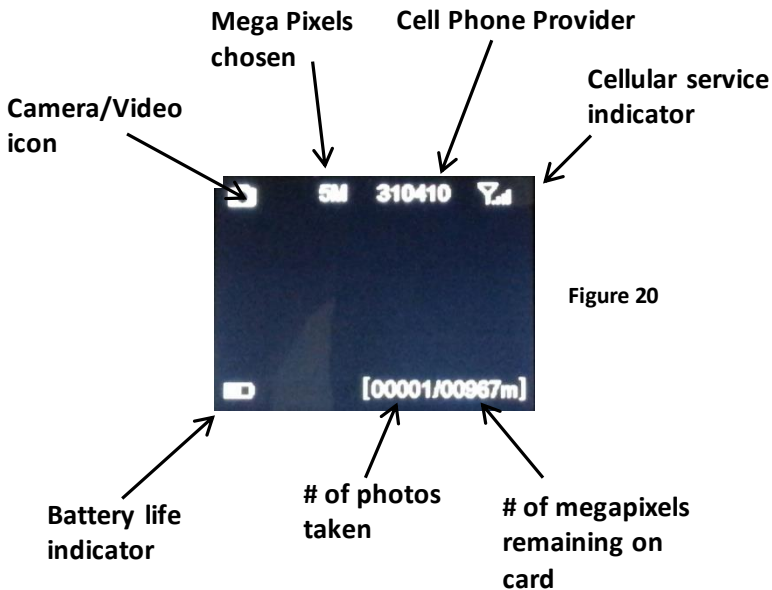 Mega Pixels
chosen
Cell Phone Provider
Cellular service
indicator
Camera/Video
icon
5M 310410
Figure 20
[00001/00967m]
Battery life
indicator
# of photos
taken
# of megapixels
remaining on
card